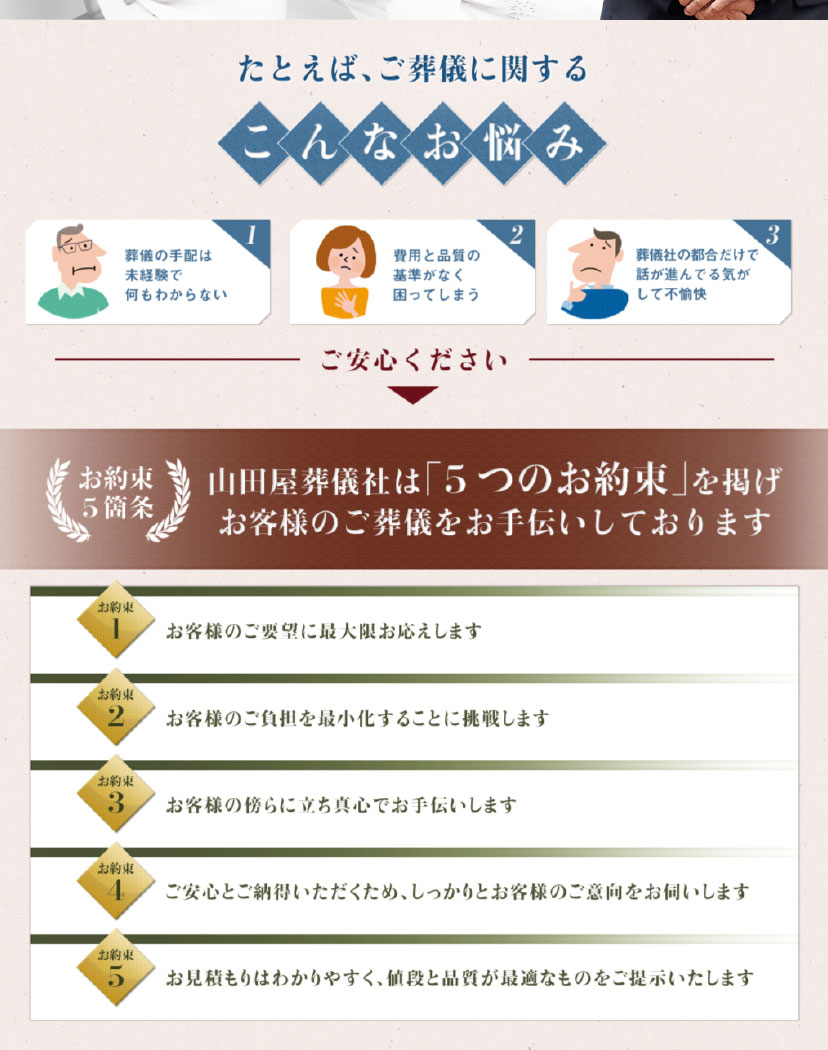 たとえば、ご葬儀に関する
こんなお悩み
1
葬儀の手配は
未経験で
何もわからない
2
費用と品質の
基準がなく
困ってしまう
3
葬儀社の都合だけで
話が進んでる気が
して不愉快
ご安心ください
お約束
5箇条
山田屋葬儀社は「5つのお約束」を掲げ
お客様のご葬儀をお手伝いしております
お約束
1
お客様のご要望に最大限お応えします
お約束
2
お客様のご負担を最小化することに挑戦します
お約束
3
お客様の傍らに立ち真心でお手伝いします
お約束
4
ご安心とご納得いただくため、しっかりとお客様のご意向をお伺いします
お約束
5
お見積もりはわかりやすく、値段と品質が最適なものをご提示いたします